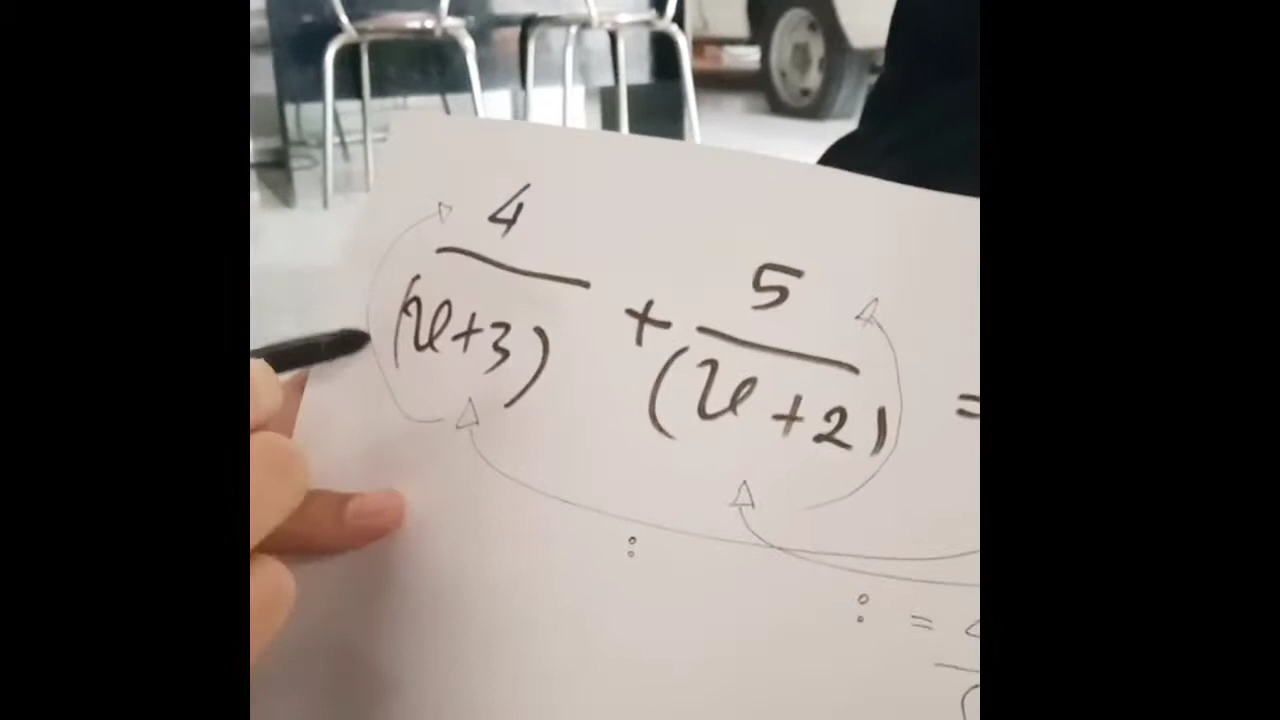 4/(x+3) + 5/(x+2) =
:
: =